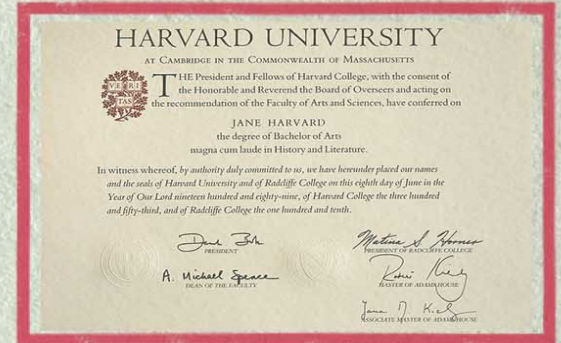 HARVARD UNIVERSITY
AT CAMBRIDGE IN THE COMMONWEALTH OF MASSACHUSETTS
VE RI
TAS
THE President and Fellows of Harvard College, with the consent of
the Honorable and Reverend the Board of Overseers and acting on
the recommendation of the Faculty of Arts and Sciences, have conferred on
JANE HARVARD
the degree of Bachelor of Arts
magna cum laude in History and Literature.
In witness whereof, by authority duly committed to us, we have hereunder placed our names
and the seals of Harvard University and of Radcliffe College on this eighth day of June in the
Year of Our Lord nineteen hundred and eighty-nine, of Harvard College the three hundred
and fifty-third, and of Radcliffe College the one hundred and tenth.
Derek Bok
PRESIDENT
Matina S. Horner
PRESIDENT OF RADCLIFFE COLLEGE
A. Michael Spence
DEAN OF THE FACULTY
Robert Kiely
MASTER OF ADAMS HOUSE
Jana M. Kiely
ASSOCIATE MASTER OF ADAMS HOUSE